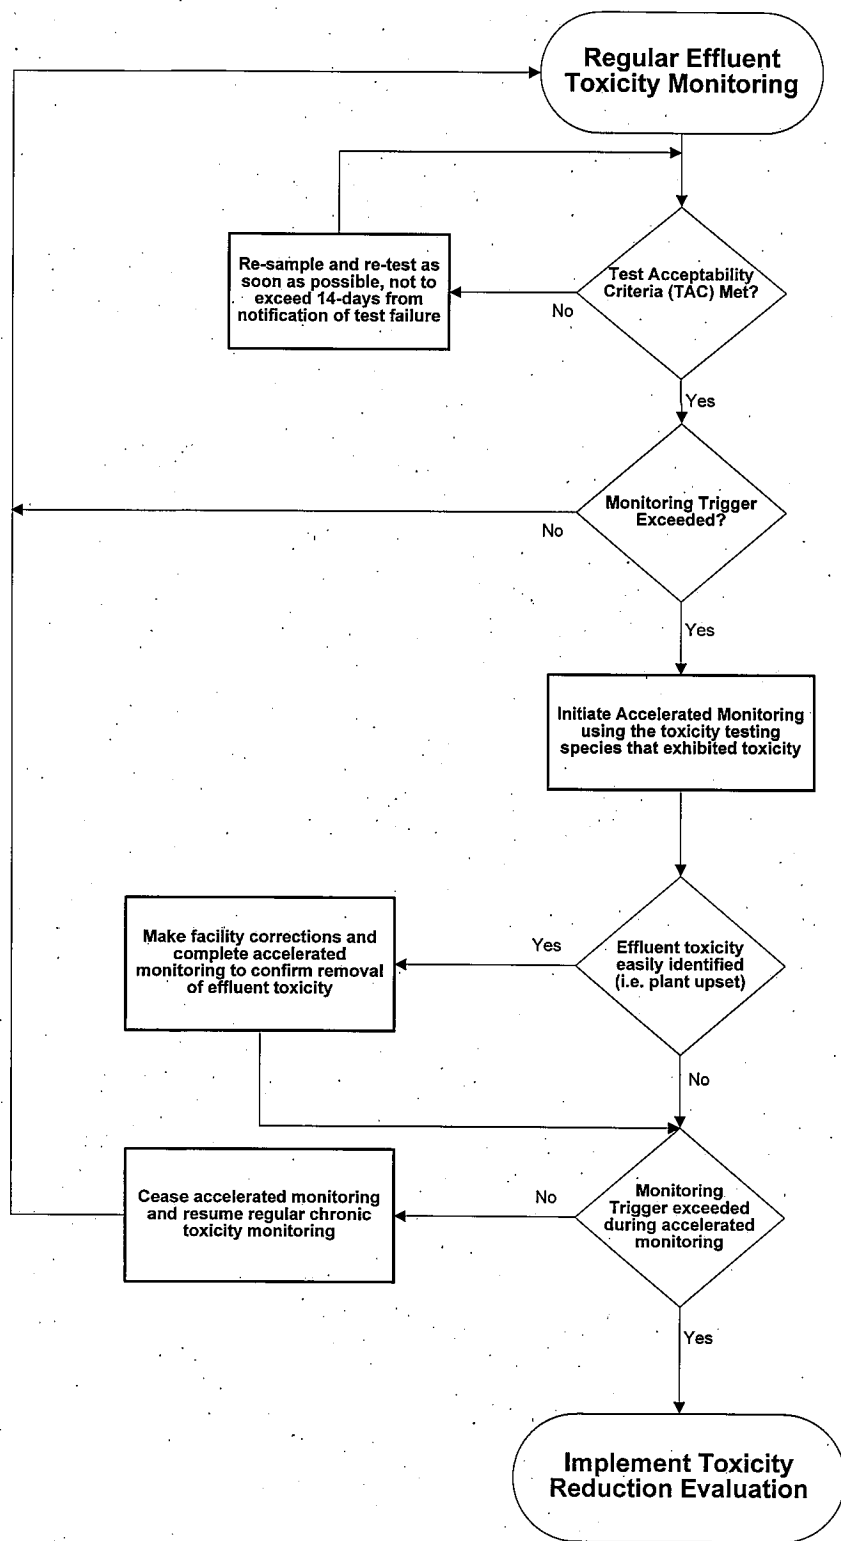 Regular Effluent
Toxicity Monitoring
Re-sample and re-test as
soon as possible, not to
exceed 14-days from
notification of test failure
Test Acceptability
Criteria (TAC) Met?
No
Yes
Monitoring Trigger
Exceeded?
No
Yes
Initiate Accelerated Monitoring
using the toxicity testing
species that exhibited toxicity
Make facility corrections and
complete accelerated
monitoring to confirm removal
of effluent toxicity
Yes
Effluent toxicity
easily identified
(i.e. plant upset)
No
Cease accelerated monitoring
and resume regular chronic
toxicity monitoring
No
Monitoring
Trigger exceeded
during accelerated
monitoring
Yes
Implement Toxicity
Reduction Evaluation